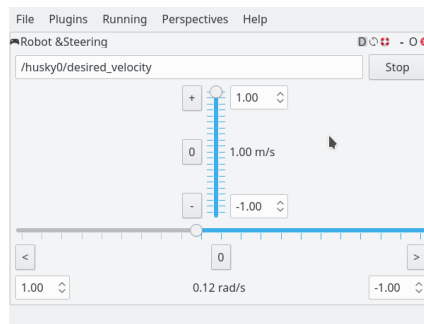 File Plugins Running Perspectives Help
Robot &Steering D - O
/husky0/desired_velocity Stop
+ 1.00
0 1.00 m/s
- -1.00
< 0 >
1.00 0.12 rad/s -1.00